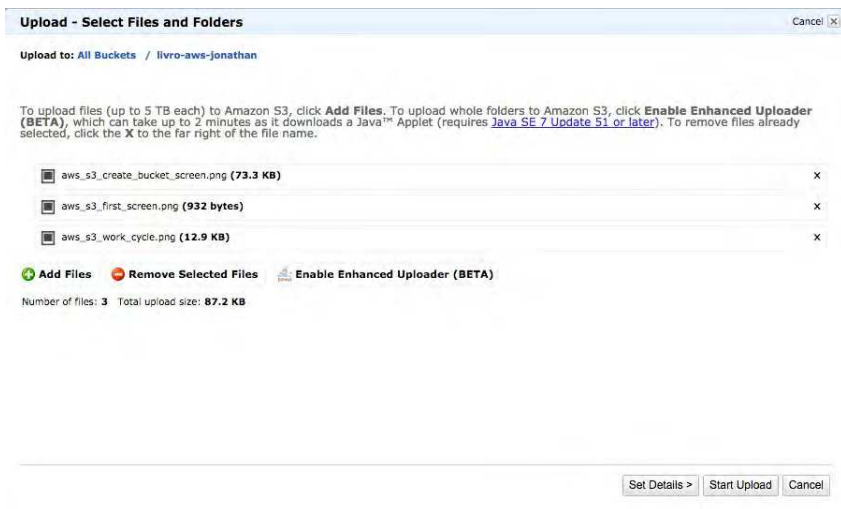 Upload - Select Files and Folders
Cancel x
Upload to: All Buckets / livro-aws-jonathan
To upload files (up to 5 TB each) to Amazon S3, click Add Files. To upload whole folders to Amazon S3, click Enable Enhanced Uploader
(BETA), which can take up to 2 minutes as it downloads a Java™ Applet (requires Java SE 7 Update 51 or later). To remove files already
selected, click the X to the far right of the file name.
aws_s3_create_bucket_screen.png (73.3 KB) x
aws_s3_first_screen.png (932 bytes) x
aws_s3_work_cycle.png (12.9 KB) x
Add Files Remove Selected Files Enable Enhanced Uploader (BETA)
Number of files: 3 Total upload size: 87.2 KB
Set Details > Start Upload Cancel